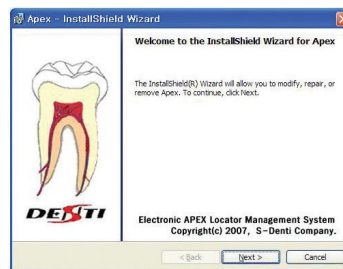 Apex - InstallShield Wizard
Welcome to the InstallShield Wizard for Apex
The InstallShield(R) Wizard will allow you to modify, repair, or
remove Apex. To continue, click Next.
DENTI
Electronic APEX Locator Management System
Copyright(c) 2007, S-Denti Company.
< Back
Next >
Cancel